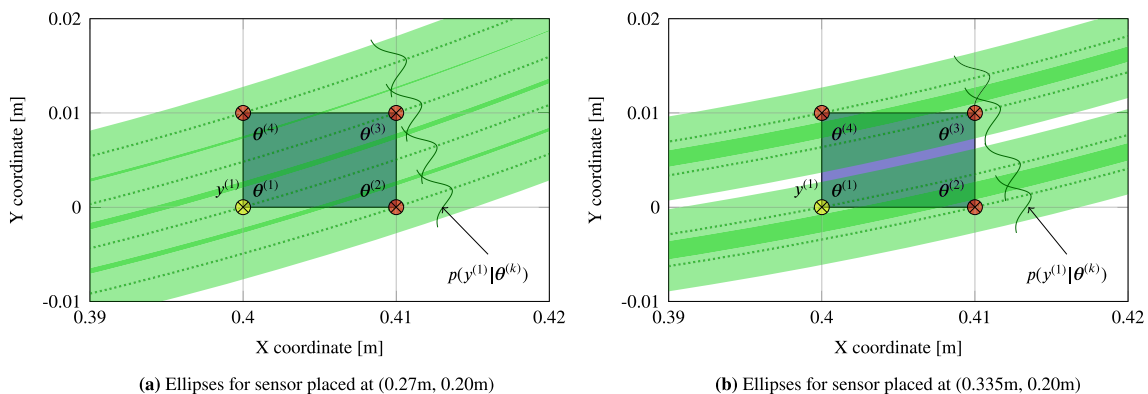 0.02
0.01
0
-0.01
Y coordinate [m]
θ(4)
θ(3)
y(1)
θ(1)
θ(2)
p(y(1)|θ(k))
0.39
0.4
0.41
0.42
X coordinate [m]
(a) Ellipses for sensor placed at (0.27m, 0.20m)
0.02
0.01
0
-0.01
Y coordinate [m]
θ(4)
θ(3)
y(1)
θ(1)
θ(2)
p(y(1)|θ(k))
0.39
0.4
0.41
0.42
X coordinate [m]
(b) Ellipses for sensor placed at (0.335m, 0.20m)